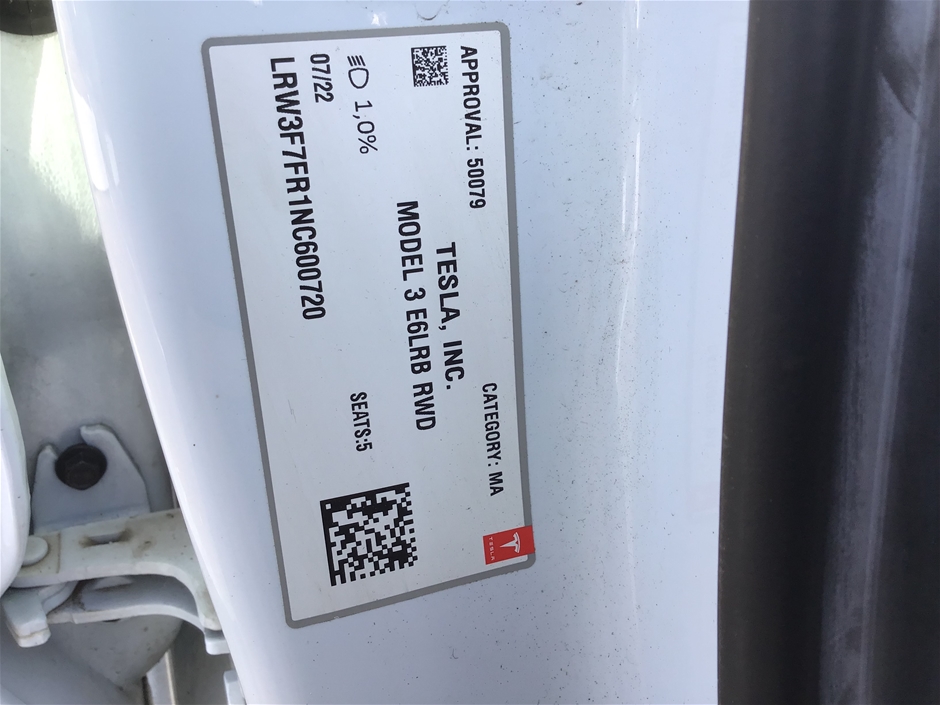 APPROVAL: 50079
CATEGORY: MA
TESLA
TESLA, INC.
MODEL 3 E6LRB RWD
1,0%
SEATS:5
07/22
LRW3F7FR1NC600720